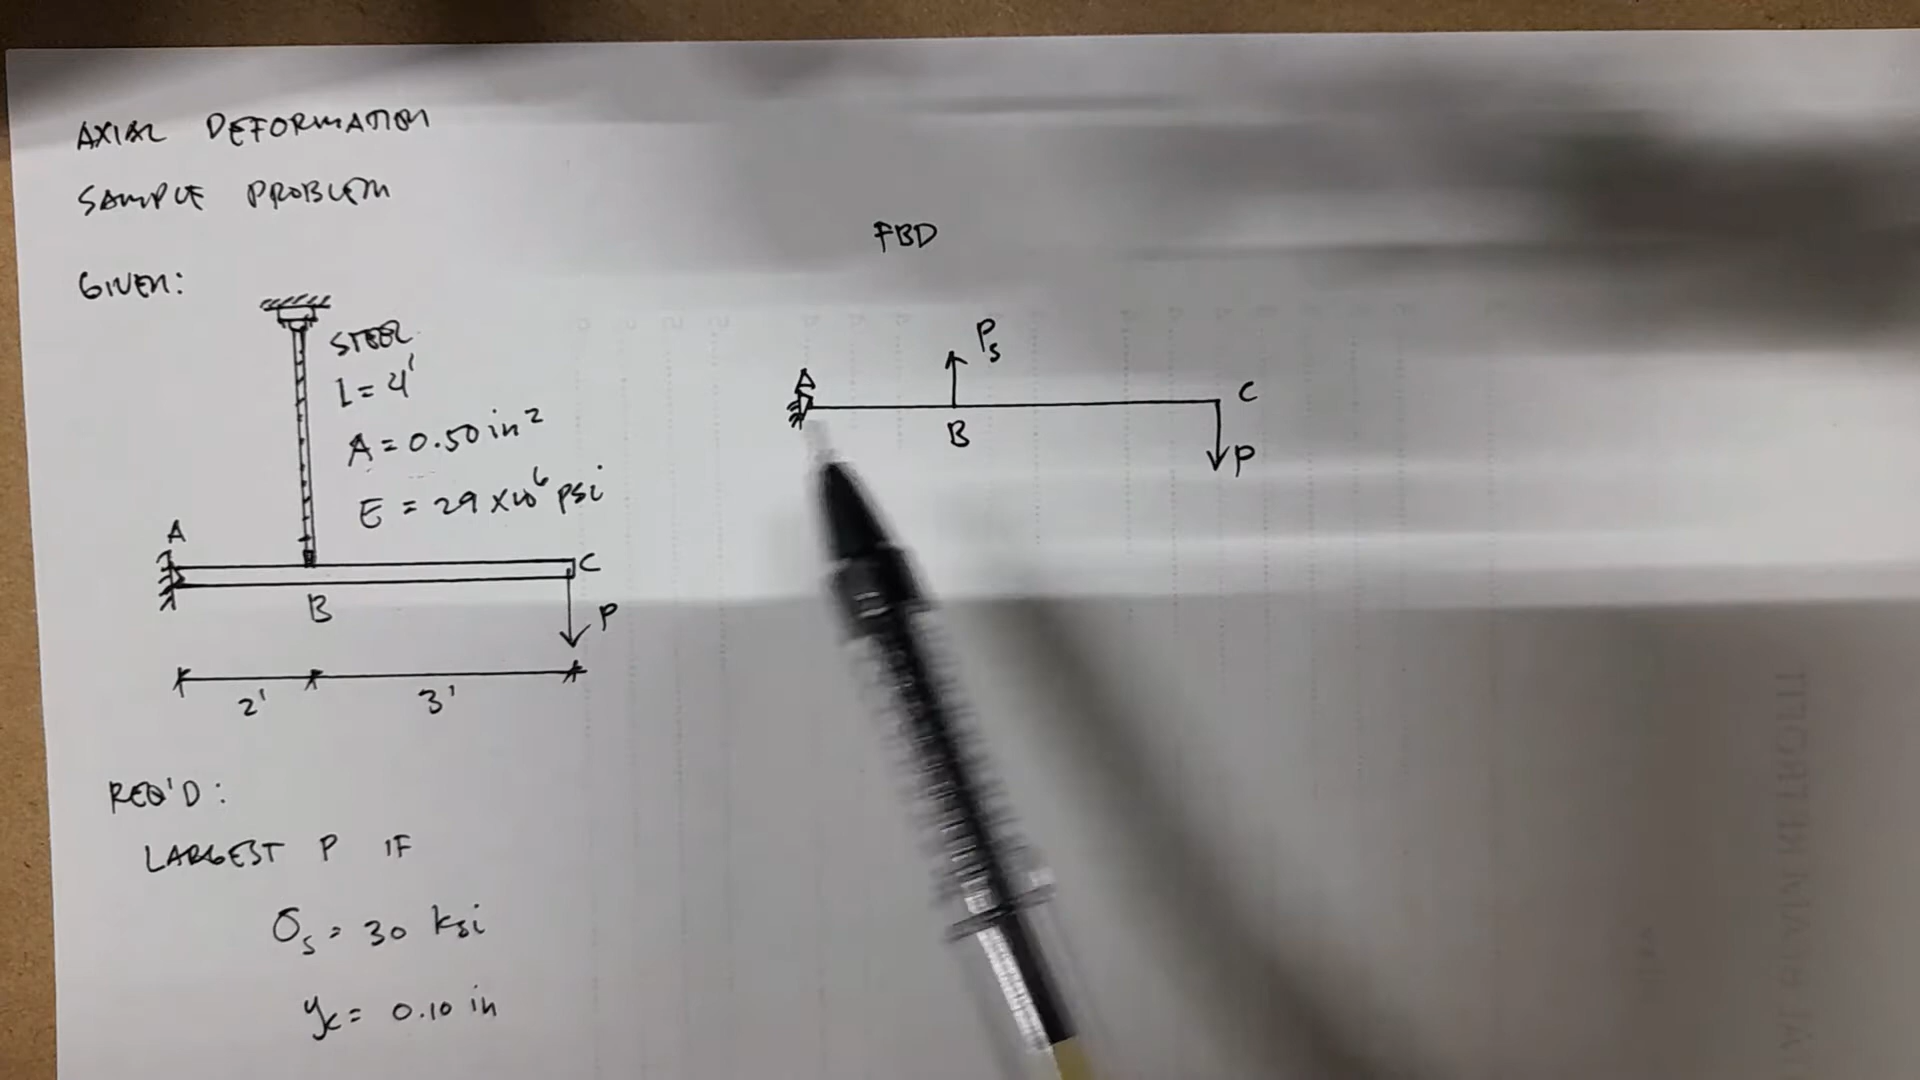 AXIAL DEFORMATION
SAMPLE PROBLEM
GIVEN:
STEEL
L = 4'
A = 0.50 in²
E = 29 x10⁶ psi
A
B
C
P
2'
3'
REQ'D:
LARGEST P IF
σs = 30 ksi
yc = 0.10 in
FBD
A
Ps
B
C
P